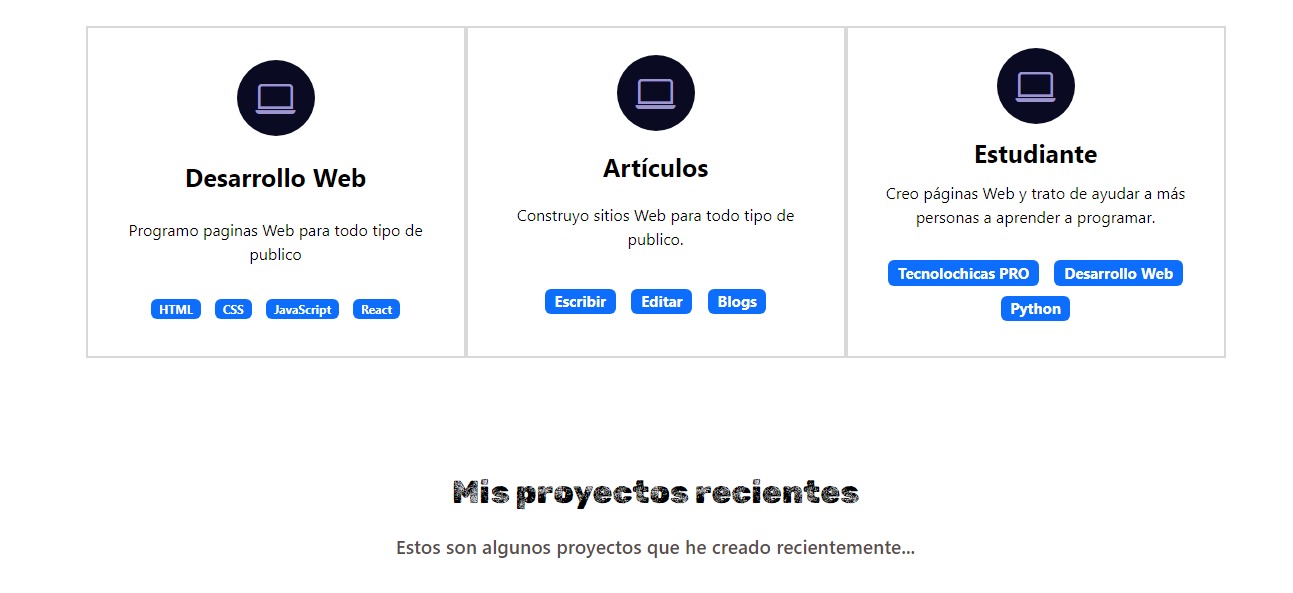 Desarrollo Web
Programo paginas Web para todo tipo de
publico
HTML CSS JavaScript React
Artículos
Construyo sitios Web para todo tipo de
publico.
Escribir Editar Blogs
Estudiante
Creo páginas Web y trato de ayudar a más
personas a aprender a programar.
Tecnolochicas PRO Desarrollo Web
Python
Mis proyectos recientes
Estos son algunos proyectos que he creado recientemente...